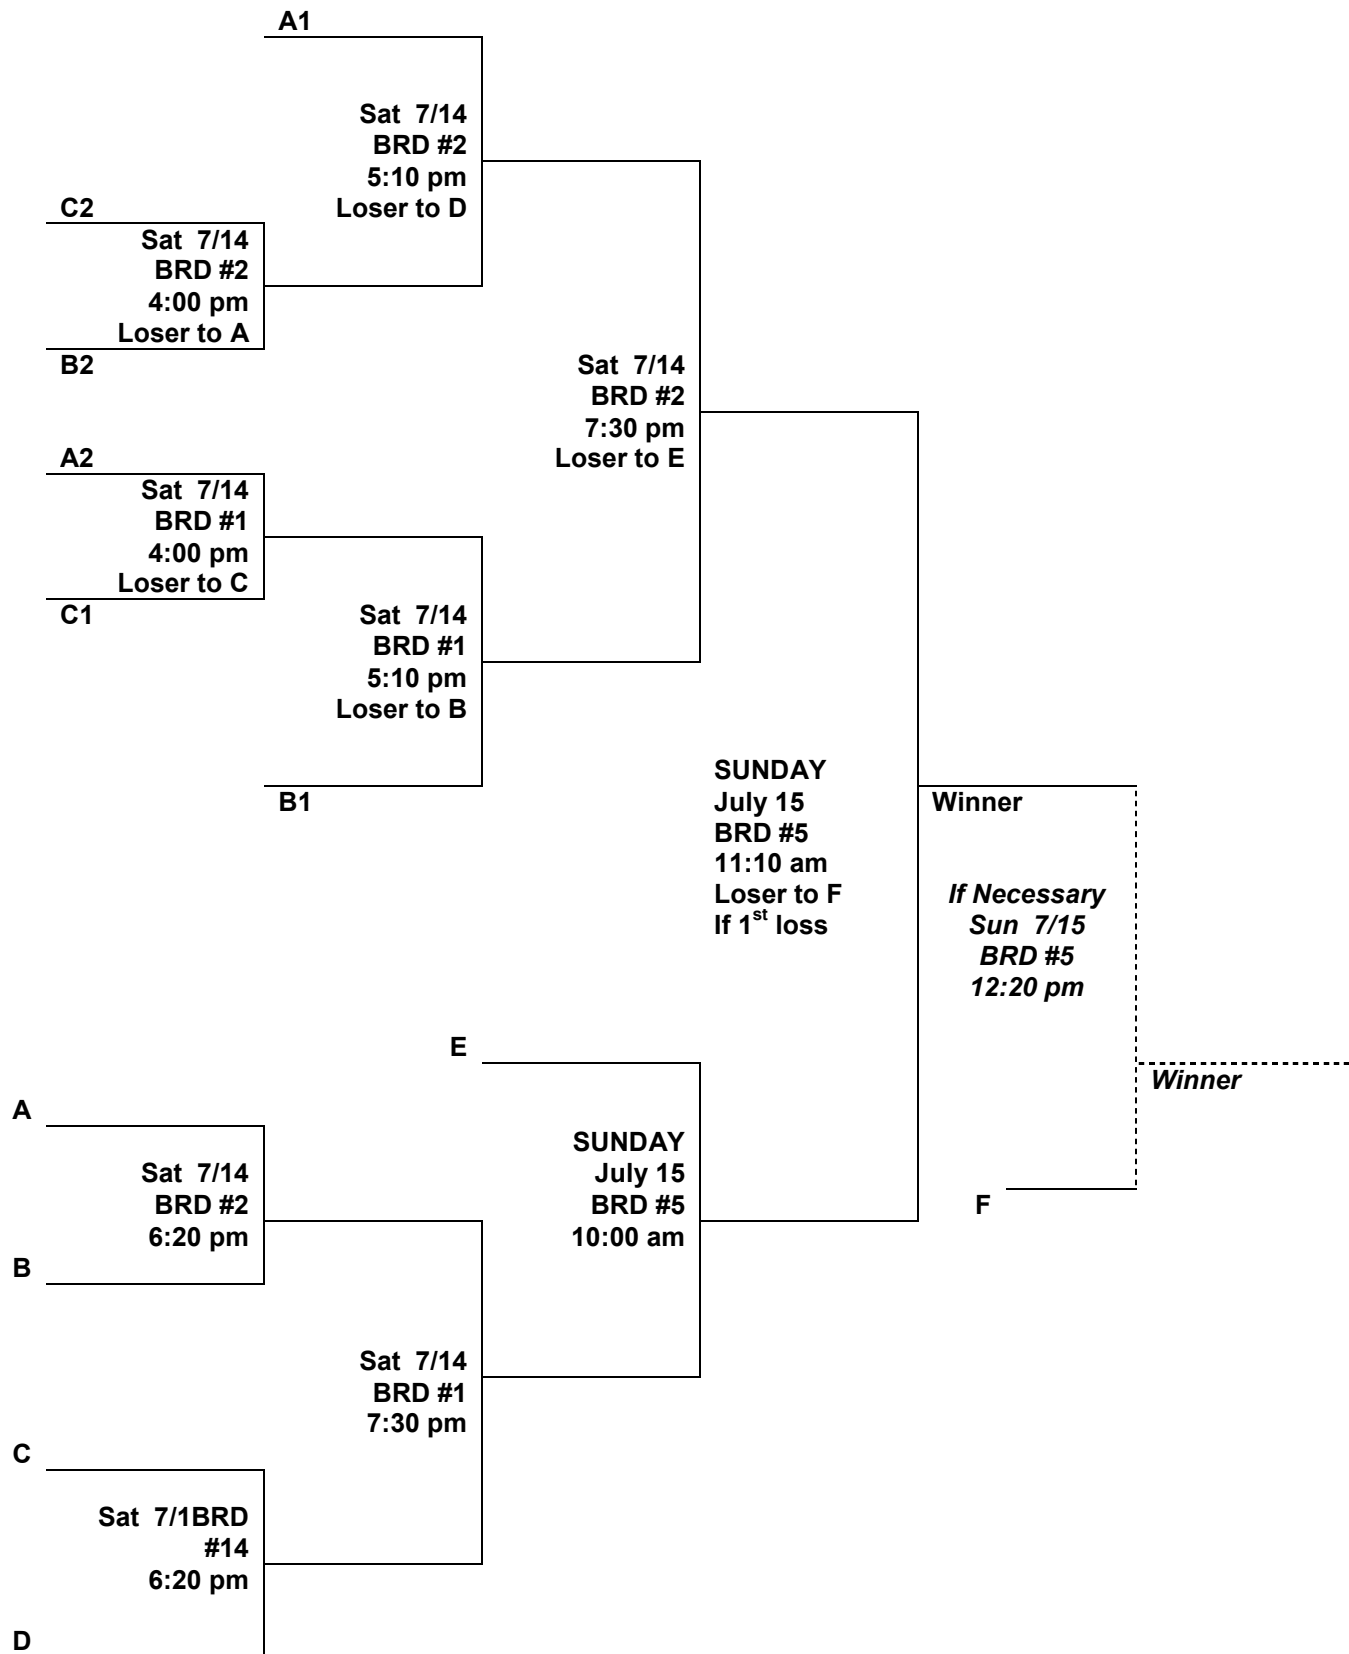 A1
Sat 7/14
BRD #2
5:10 pm
Loser to D
C2
Sat 7/14
BRD #2
4:00 pm
Loser to A
B2
Sat 7/14
BRD #2
7:30 pm
Loser to E
A2
Sat 7/14
BRD #1
4:00 pm
Loser to C
C1
Sat 7/14
BRD #1
5:10 pm
Loser to B
B1
SUNDAY
July 15
BRD #5
11:10 am
Loser to F
If 1st loss
Winner
If Necessary
Sun 7/15
BRD #5
12:20 pm
Winner
F
E
SUNDAY
July 15
BRD #5
10:00 am
A
Sat 7/14
BRD #2
6:20 pm
B
Sat 7/14
BRD #1
7:30 pm
C
Sat 7/1BRD
#14
6:20 pm
D